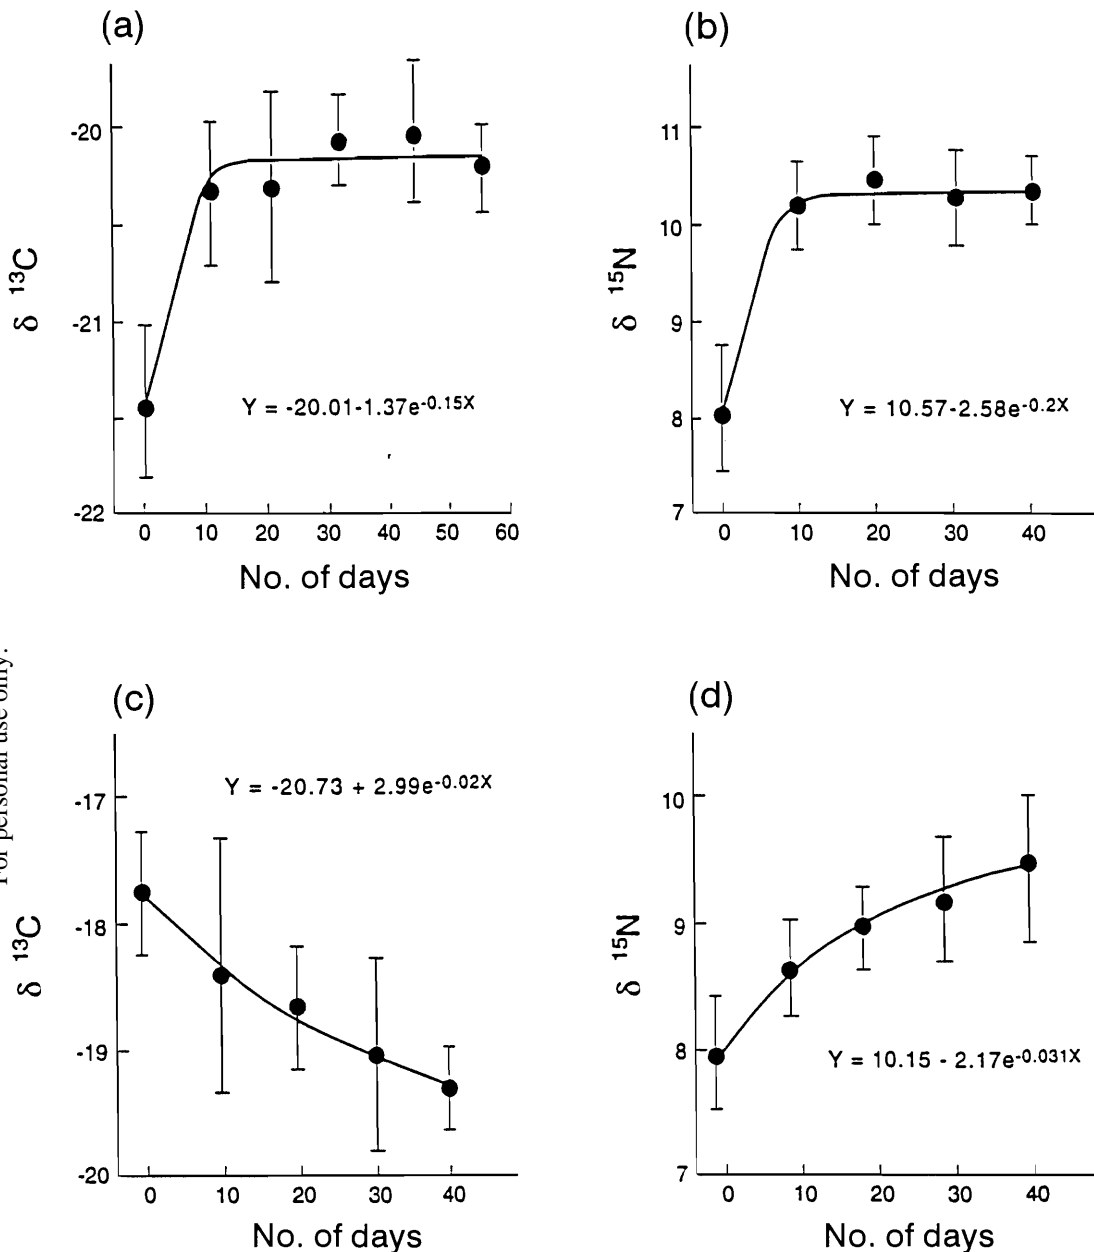 (a)
-20
-21
-22
δ ¹³C
Y = -20.01-1.37e^-0.15X
0 10 20 30 40 50 60
No. of days
(b)
11
10
9
8
7
δ ¹⁵N
Y = 10.57-2.58e^-0.2X
0 10 20 30 40
No. of days
For personal use only.
(c)
-17
-18
-19
-20
δ ¹³C
Y = -20.73 + 2.99e^-0.02X
0 10 20 30 40
No. of days
(d)
10
9
8
7
δ ¹⁵N
Y = 10.15 - 2.17e^-0.031X
0 10 20 30 40
No. of days